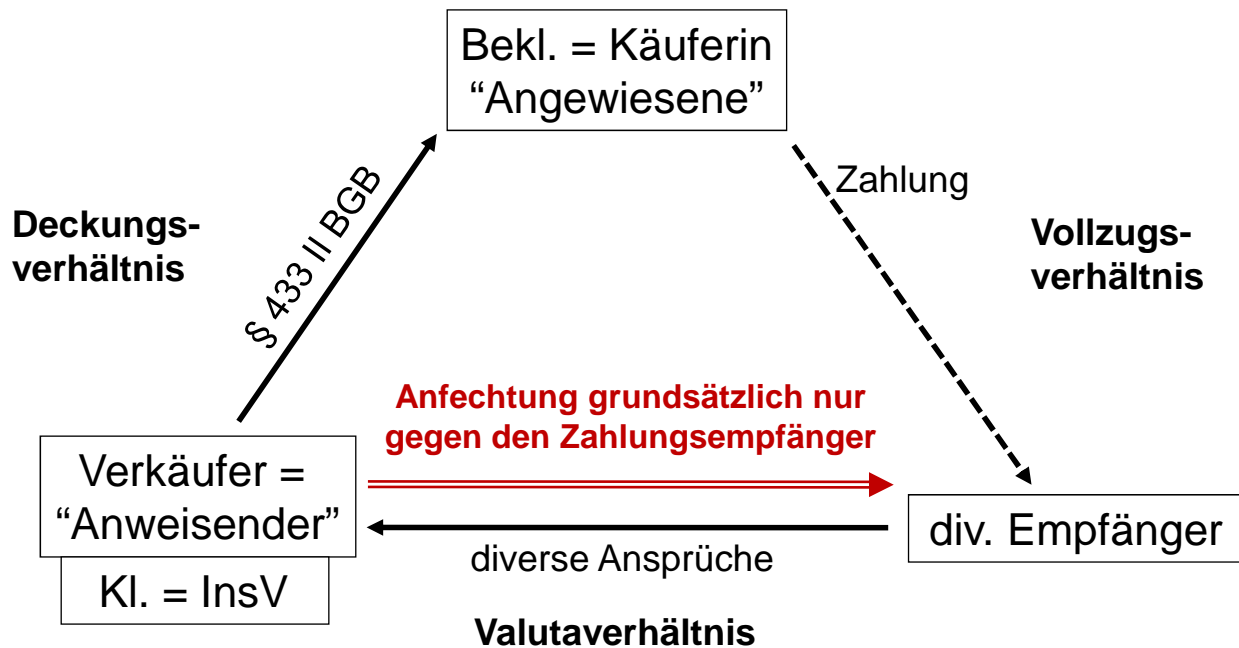 Bekl. = Käuferin
“Angewiesene”
Zahlung
Deckungs-
verhältnis
§ 433 II BGB
Vollzugs-
verhältnis
Anfechtung grundsätzlich nur
gegen den Zahlungsempfänger
Verkäufer =
“Anweisender”
Kl. = InsV
diverse Ansprüche
div. Empfänger
Valutaverhältnis